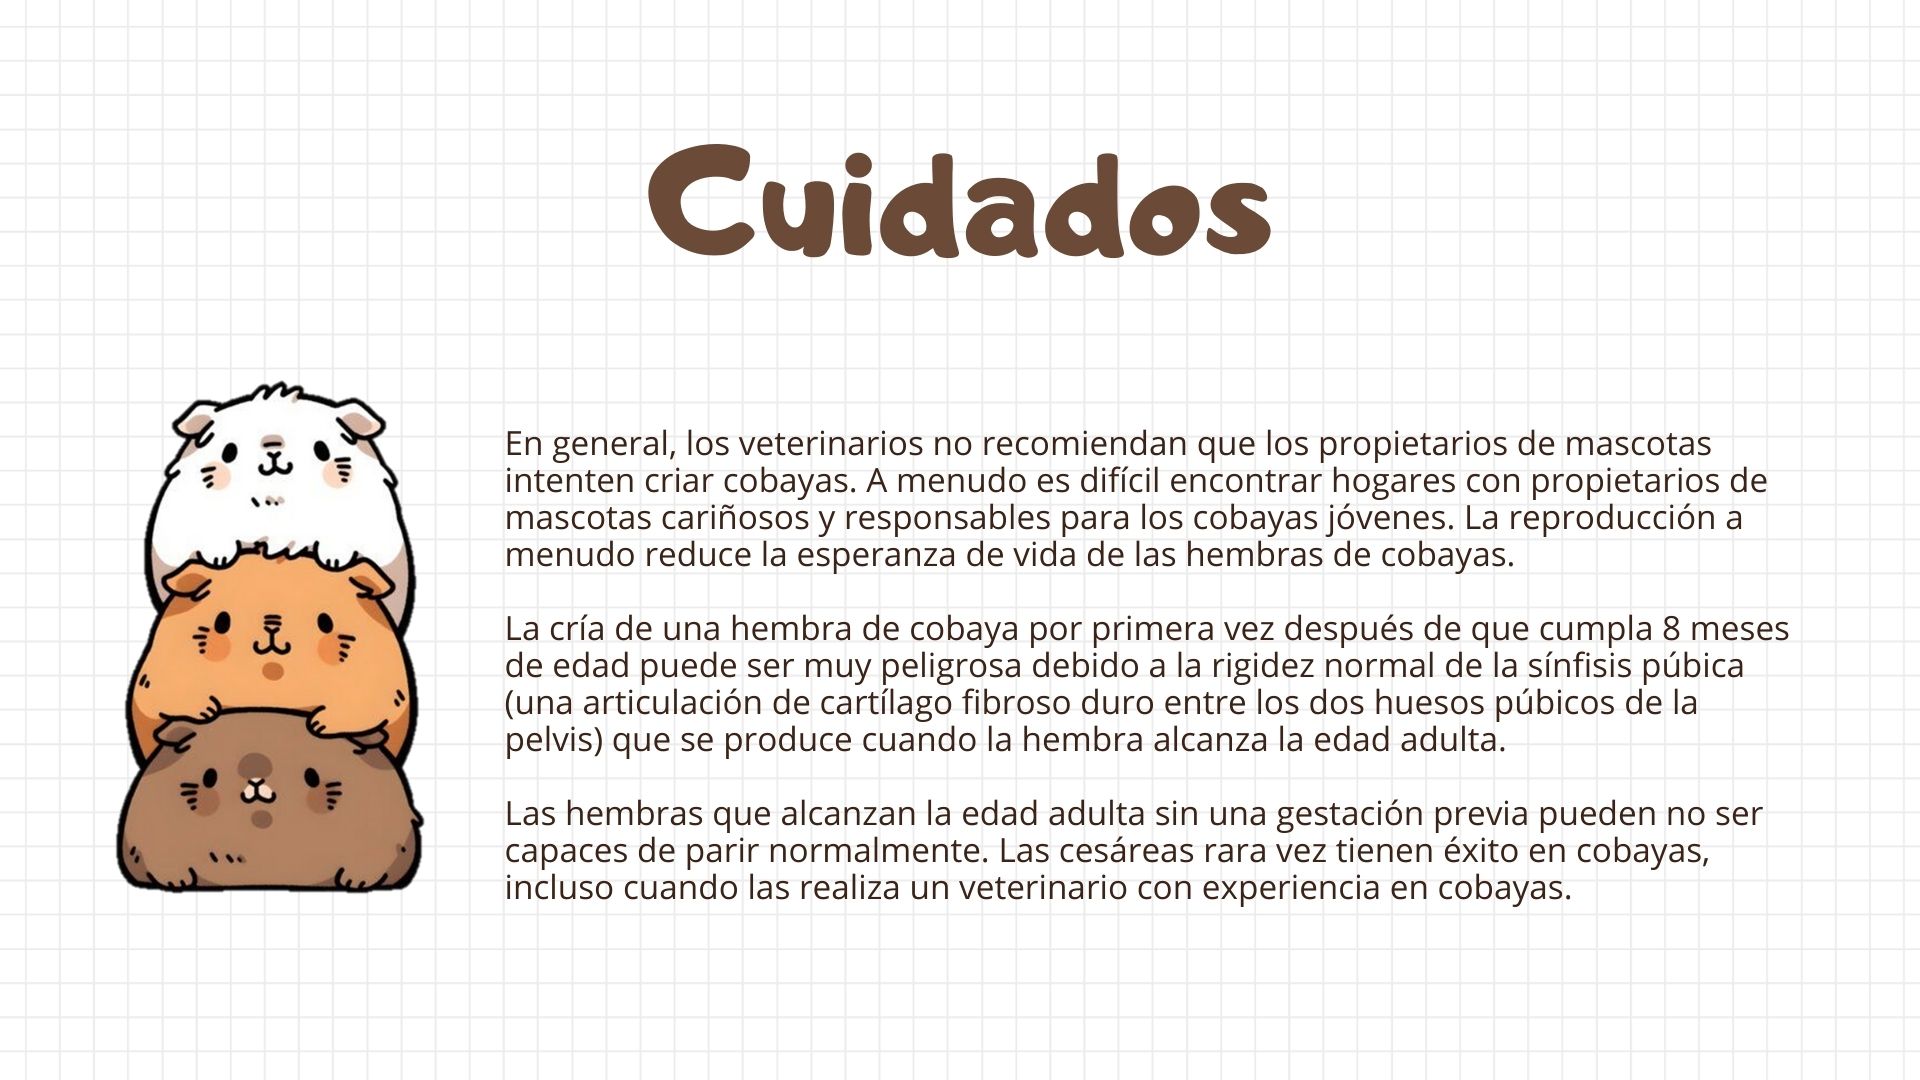 Cuidados
En general, los veterinarios no recomiendan que los propietarios de mascotas
intenten criar cobayas. A menudo es difícil encontrar hogares con propietarios de
mascotas cariñosos y responsables para los cobayas jóvenes. La reproducción a
menudo reduce la esperanza de vida de las hembras de cobayas.
La cría de una hembra de cobaya por primera vez después de que cumpla 8 meses
de edad puede ser muy peligrosa debido a la rigidez normal de la sínfisis púbica
(una articulación de cartílago fibroso duro entre los dos huesos púbicos de la
pelvis) que se produce cuando la hembra alcanza la edad adulta.
Las hembras que alcanzan la edad adulta sin una gestación previa pueden no ser
capaces de parir normalmente. Las cesáreas rara vez tienen éxito en cobayas,
incluso cuando las realiza un veterinario con experiencia en cobayas.